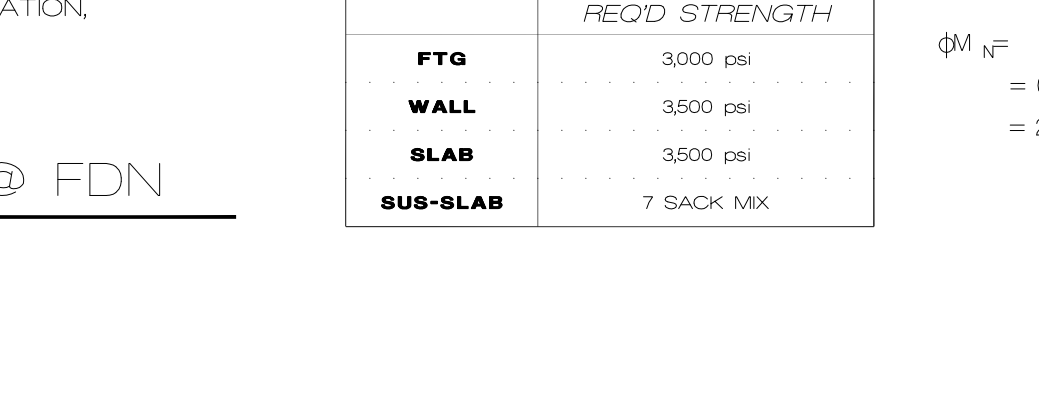 ATION,
@ FDN
REQ'D STRENGTH
FTG 3,000 psi
WALL 3,500 psi
SLAB 3,500 psi
SUS-SLAB 7 SACK MIX
ϕM N=
=
= 2